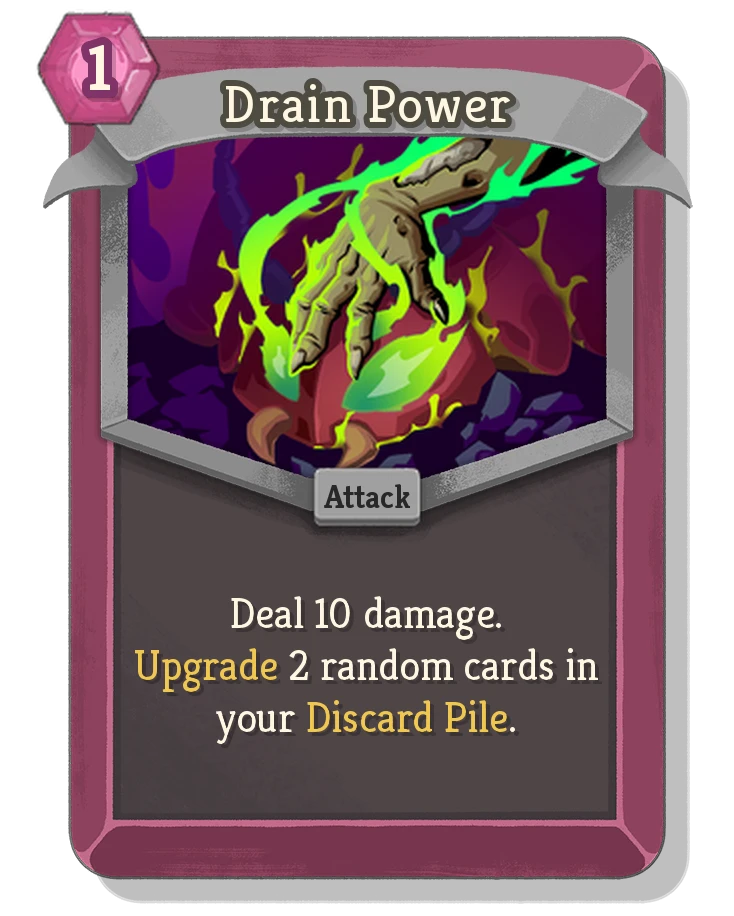 1
Drain Power
Attack
Deal 10 damage.
Upgrade 2 random cards in
your Discard Pile.